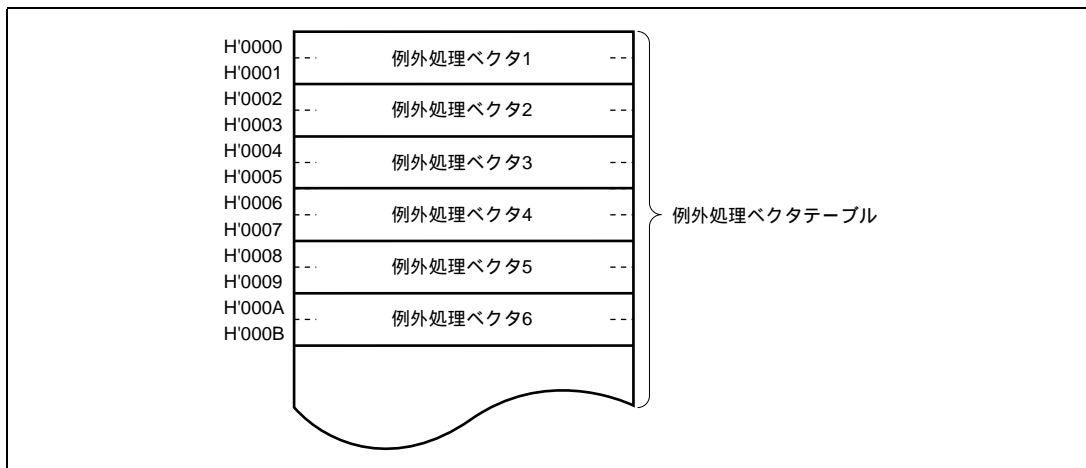 H'0000
例外処理ベクタ1
H'0001
H'0002
例外処理ベクタ2
H'0003
H'0004
例外処理ベクタ3
H'0005
H'0006
例外処理ベクタ4
例外処理ベクタテーブル
H'0007
H'0008
例外処理ベクタ5
H'0009
H'000A
例外処理ベクタ6
H'000B